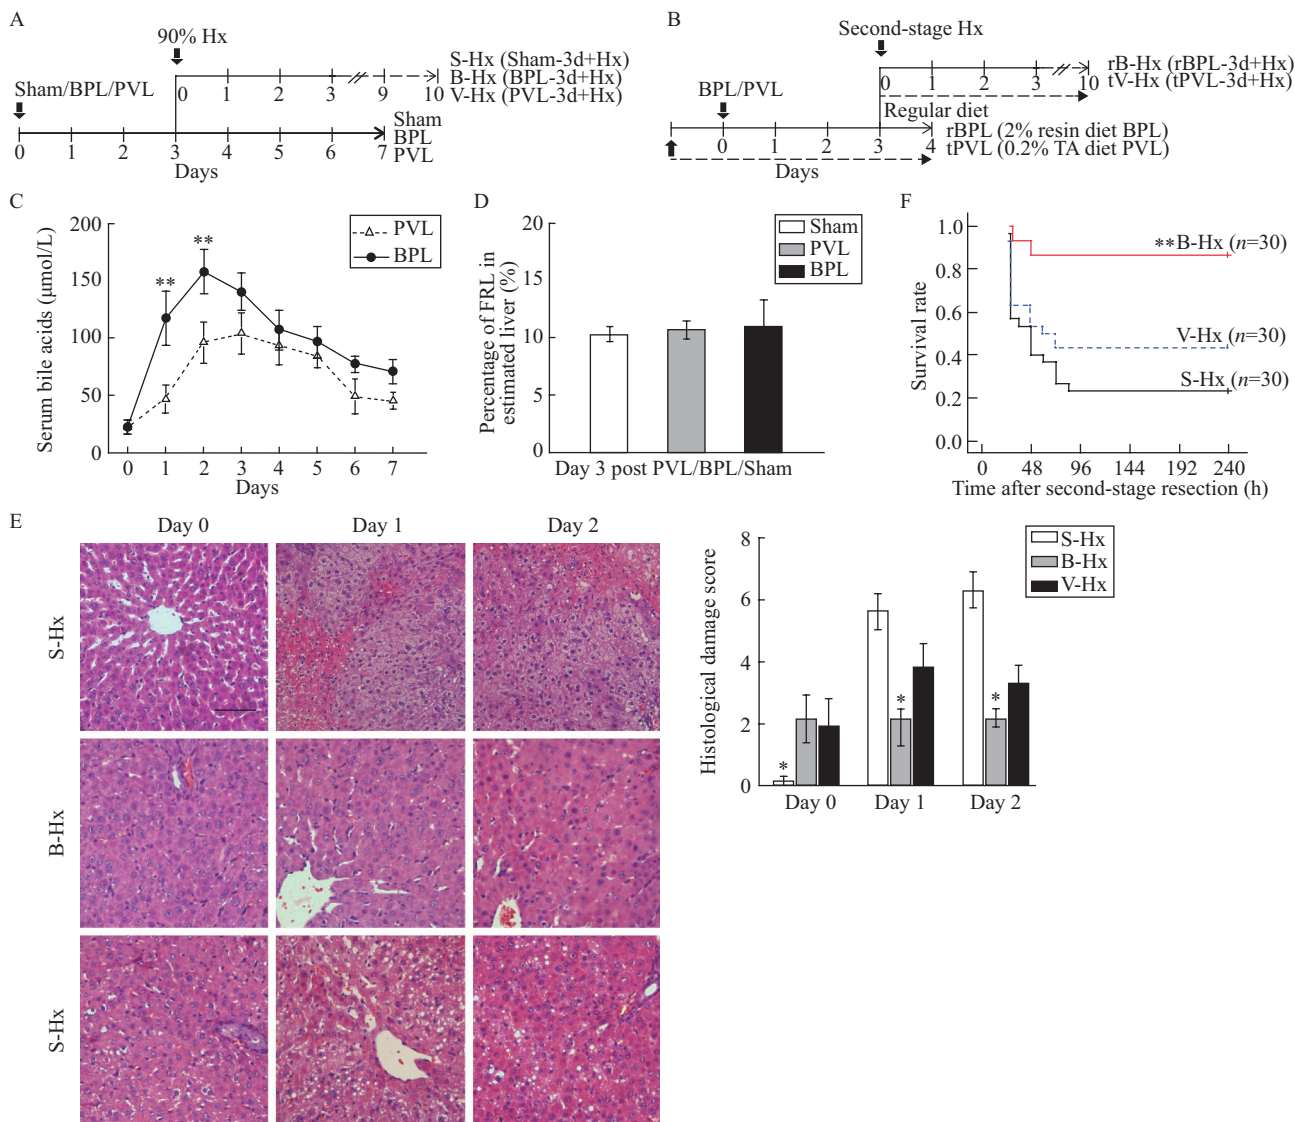 A
90% Hx
Sham/BPL/PVL
S-Hx (Sham-3d+Hx)
B-Hx (BPL-3d+Hx)
V-Hx (PVL-3d+Hx)
0 1 2 3 9 10
Sham
BPL
PVL
0 1 2 3 4 5 6 7
Days
B
Second-stage Hx
BPL/PVL
rB-Hx (rBPL-3d+Hx)
tV-Hx (tPVL-3d+Hx)
0 1 2 3 10
Regular diet
rBPL (2% resin diet BPL)
tPVL (0.2% TA diet PVL)
0 1 2 3 4
Days
C
Serum bile acids (μmol/L)
200
150
100
50
0
** **
PVL
BPL
0 1 2 3 4 5 6 7
Days
D
Percentage of FRL in
estimated liver (%)
20
15
10
5
0
Sham
PVL
BPL
Day 3 post PVL/BPL/Sham
F
Survival rate
1.0
0.8
0.6
0.4
0.2
0.0
**B-Hx (n=30)
V-Hx (n=30)
S-Hx (n=30)
0 48 96 144 192 240
Time after second-stage resection (h)
E
Day 0 Day 1 Day 2
S-Hx
B-Hx
S-Hx
Histological damage score
8
6
4
2
0
S-Hx
B-Hx
V-Hx
* * *
Day 0 Day 1 Day 2